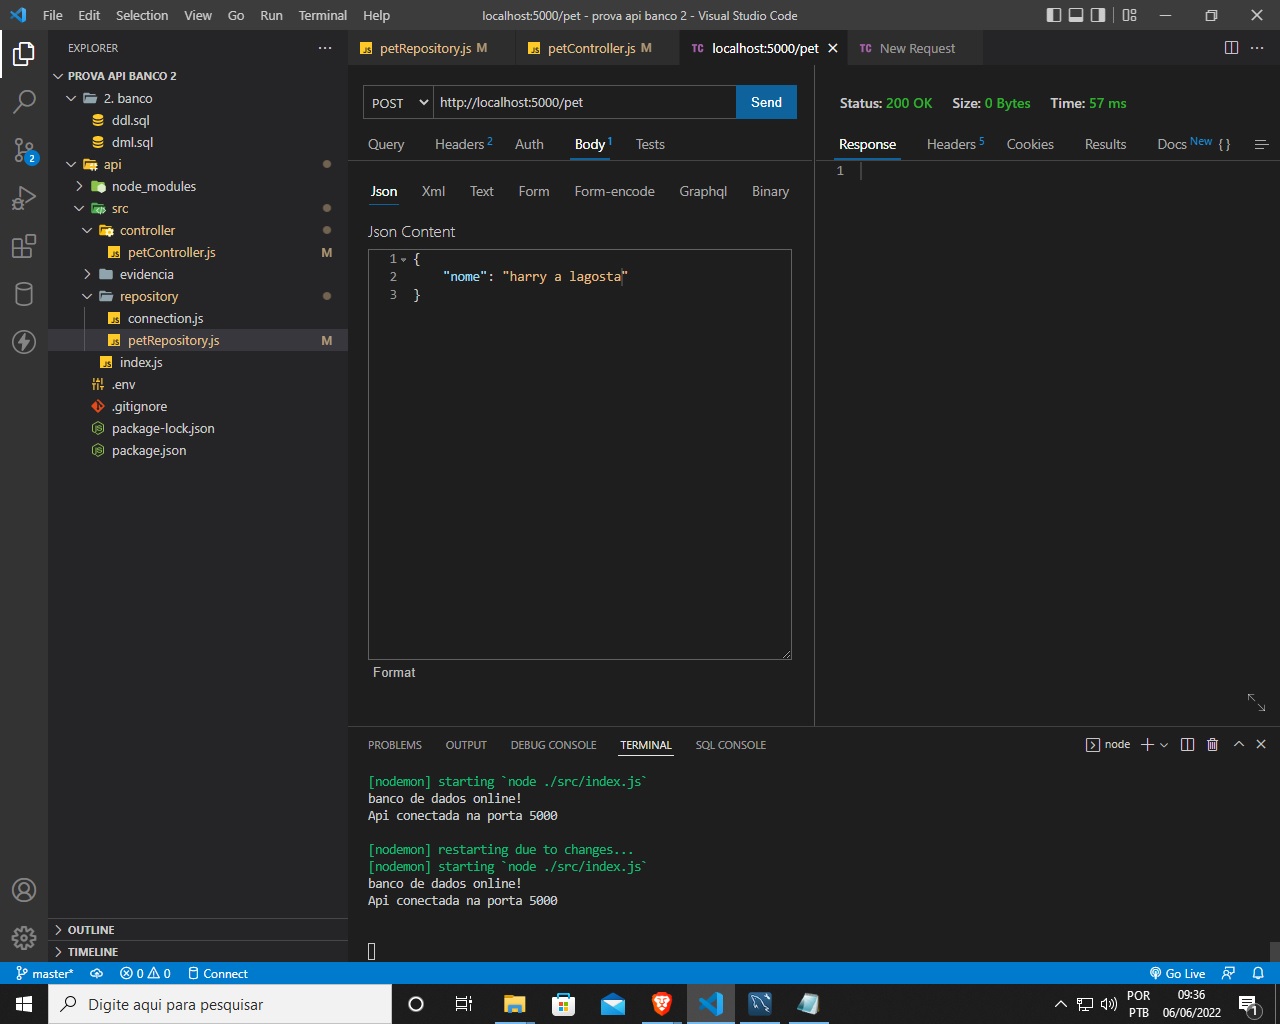 File Edit Selection View Go Run Terminal Help
localhost:5000/pet - prova api banco 2 - Visual Studio Code
EXPLORER
PROVA API BANCO 2
2. banco
ddl.sql
dml.sql
api
node_modules
src
controller
petController.js M
evidencia
repository
connection.js
petRepository.js M
index.js
.env
.gitignore
package-lock.json
package.json
OUTLINE
TIMELINE
2
JS petRepository.js M
JS petController.js M
TC localhost:5000/pet
TC New Request
POST http://localhost:5000/pet Send
Query Headers 2 Auth Body 1 Tests
Json Xml Text Form Form-encode Graphql Binary
Json Content
1 {
2 "nome": "harry a lagosta"
3 }
Format
Status: 200 OK Size: 0 Bytes Time: 57 ms
Response Headers 5 Cookies Results Docs New { }
1
PROBLEMS OUTPUT DEBUG CONSOLE TERMINAL SQL CONSOLE
node
[nodemon] starting `node ./src/index.js`
banco de dados online!
Api conectada na porta 5000
[nodemon] restarting due to changes...
[nodemon] starting `node ./src/index.js`
banco de dados online!
Api conectada na porta 5000
master* 0 0 Connect Go Live
Digite aqui para pesquisar
POR
PTB
09:36
06/06/2022
1